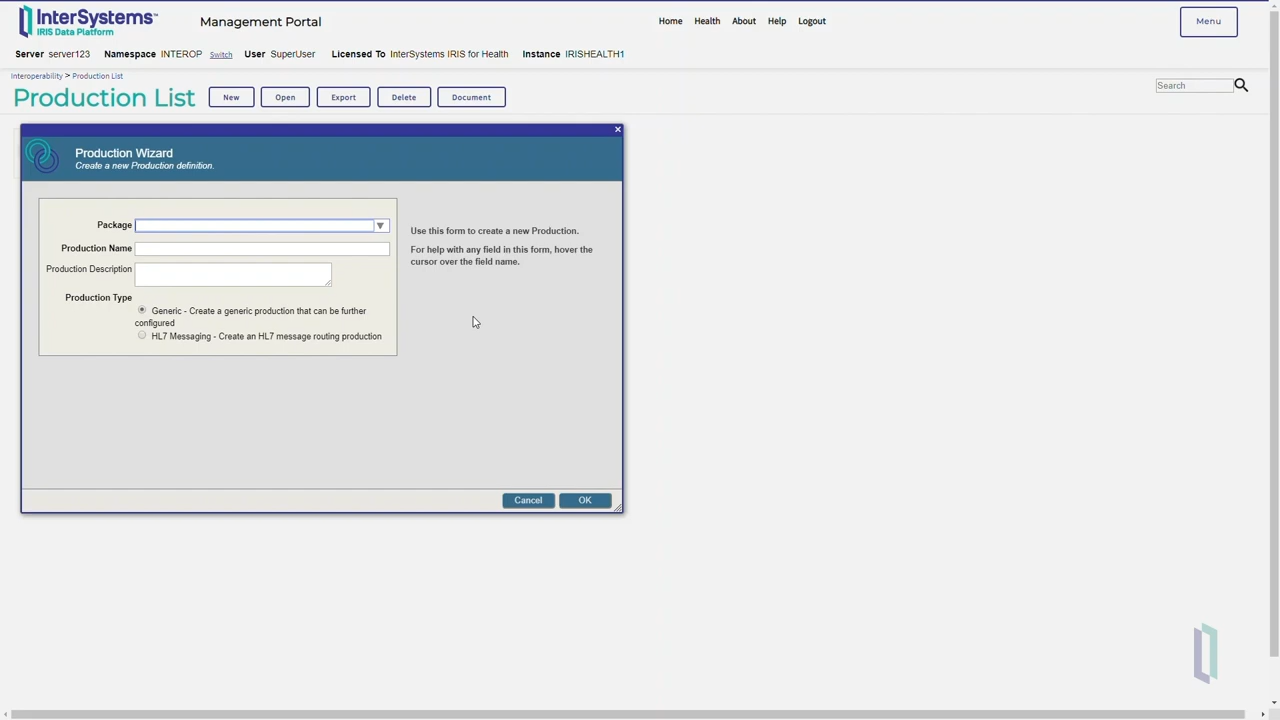 InterSystems™
IRIS Data Platform
Management Portal
Home Health About Help Logout
Menu
Server server123 Namespace INTEROP Switch User SuperUser Licensed To InterSystems IRIS for Health Instance IRISHEALTH1
Interoperability > Production List
Production List
New Open Export Delete Document
Search
Production Wizard
Create a new Production definition.
Package
Production Name
Production Description
Production Type
Generic - Create a generic production that can be further
configured
HL7 Messaging - Create an HL7 message routing production
Use this form to create a new Production.
For help with any field in this form, hover the
cursor over the field name.
Cancel OK